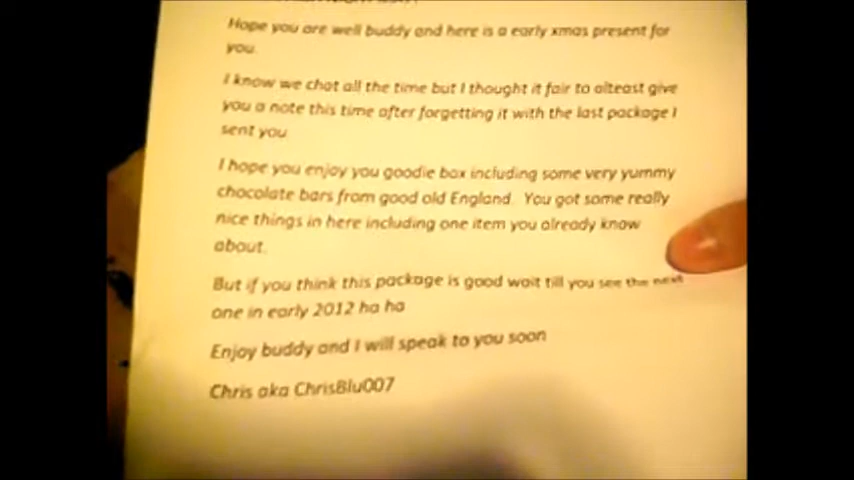 Hope you are well buddy and here is a early xmas present for
you.
I know we chat all the time but I thought it fair to alteast give
you a note this time after forgetting it with the last package I
sent you
I hope you enjoy you goodie box including some very yummy
chocolate bars from good old England. You got some really
nice things in here including one item you already know
about.
But if you think this package is good wait till you see the next
one in early 2012 ha ha
Enjoy buddy and I will speak to you soon
Chris aka ChrisBlu007